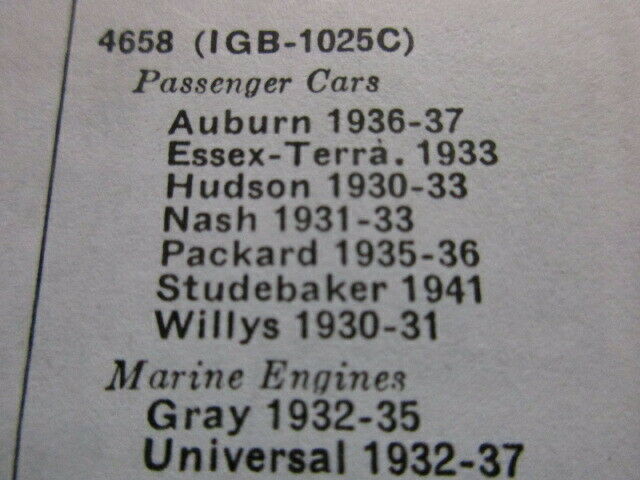 4658 (IGB-1025C)
Passenger Cars
Auburn 1936-37
Essex-Terrà. 1933
Hudson 1930-33
Nash 1931-33
Packard 1935-36
Studebaker 1941
Willys 1930-31
Marine Engines
Gray 1932-35
Universal 1932-37